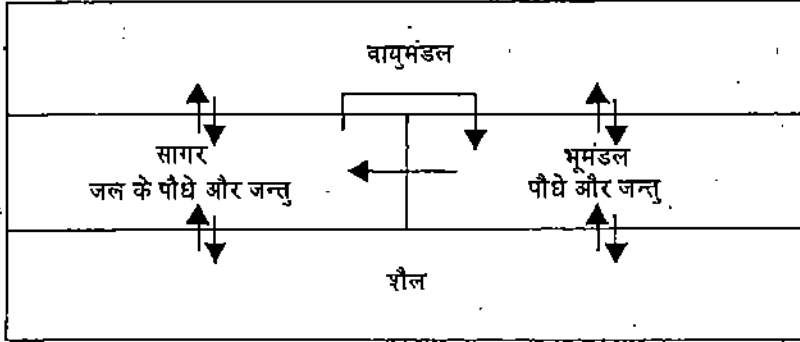 वायुमंडल
सागर
जल के पौधे और जन्तु
भूमंडल
पौधे और जन्तु
शैल